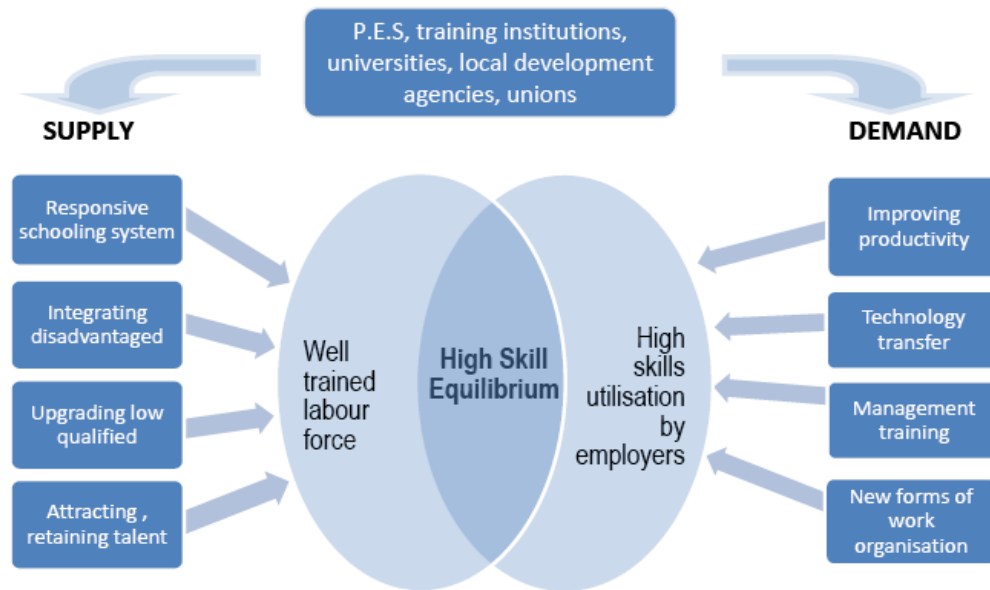 P.E.S, training institutions,
universities, local development
agencies, unions
SUPPLY
DEMAND
Responsive
schooling system
Integrating
disadvantaged
Upgrading low
qualified
Attracting , 
retaining talent
Well
trained
labour
force
High Skill
Equilibrium
High
skills
utilisation
by
employers
Improving
productivity
Technology
transfer
Management
training
New forms of
work
organisation